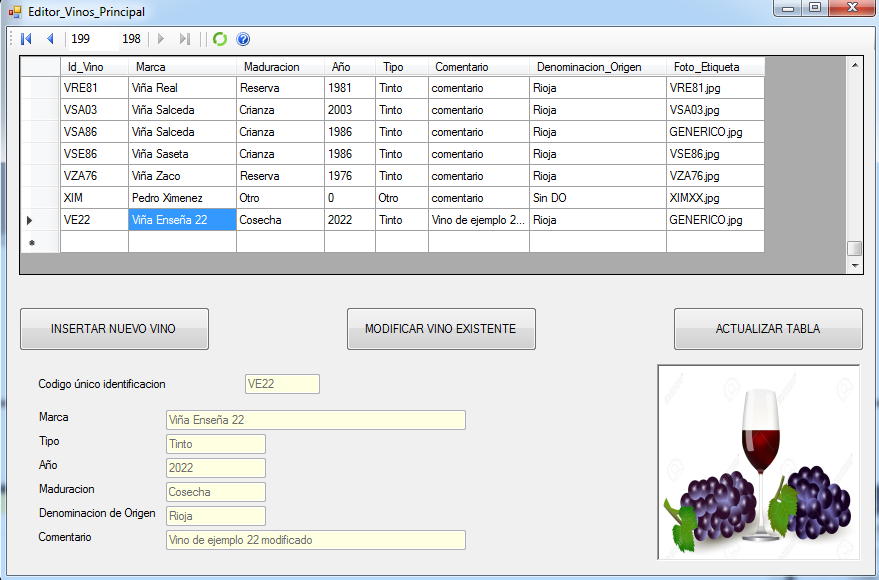 Editor_Vinos_Principal
199 198
Id_Vino Marca Maduracion Año Tipo Comentario Denominacion_Origen Foto_Etiqueta
VRE81 Viña Real Reserva 1981 Tinto comentario Rioja VRE81.jpg
VSA03 Viña Salceda Crianza 2003 Tinto comentario Rioja VSA03.jpg
VSA86 Viña Salceda Crianza 1986 Tinto comentario Rioja GENERICO.jpg
VSE86 Viña Saseta Crianza 1986 Tinto comentario Rioja VSE86.jpg
VZA76 Viña Zaco Reserva 1976 Tinto comentario Rioja VZA76.jpg
XIM Pedro Ximenez Otro 0 Otro comentario Sin DO XIMXX.jpg
VE22 Viña Enseña 22 Cosecha 2022 Tinto Vino de ejemplo 2... Rioja GENERICO.jpg
INSERTAR NUEVO VINO MODIFICAR VINO EXISTENTE ACTUALIZAR TABLA
Codigo único identificacion VE22
Marca Viña Enseña 22
Tipo Tinto
Año 2022
Maduracion Cosecha
Denominacion de Origen Rioja
Comentario Vino de ejemplo 22 modificado